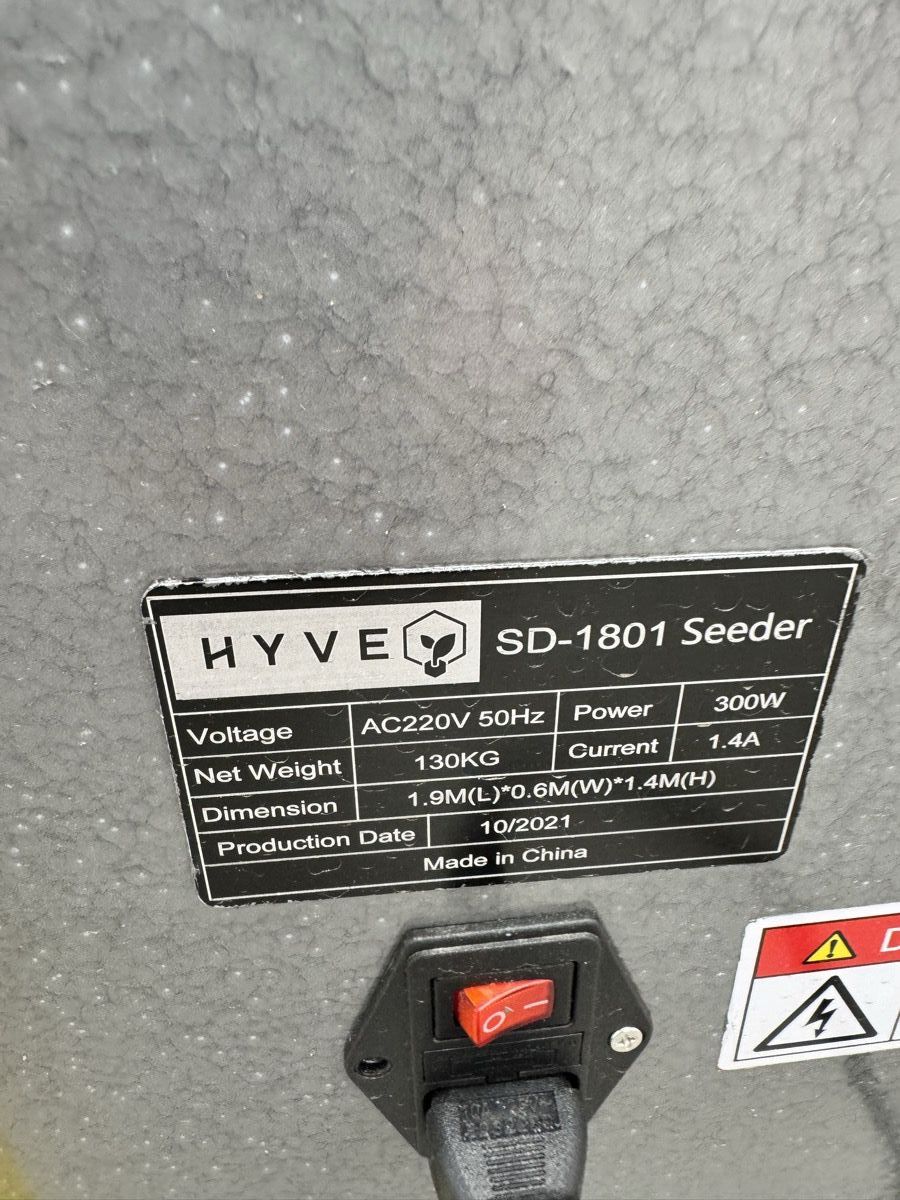 HYVE SD-1801 Seeder
Voltage AC220V 50Hz Power 300W
Net Weight 130KG Current 1.4A
Dimension 1.9M(L)*0.6M(W)*1.4M(H)
Production Date 10/2021
Made in China
D